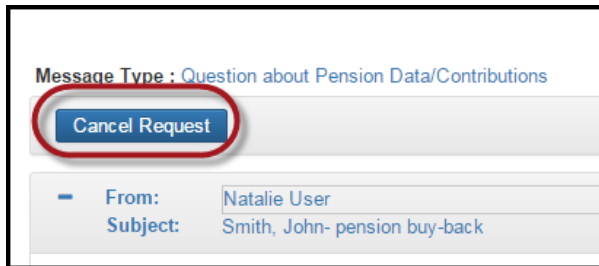 Message Type : Question about Pension Data/Contributions
Cancel Request
From: Natalie User
Subject: Smith, John- pension buy-back